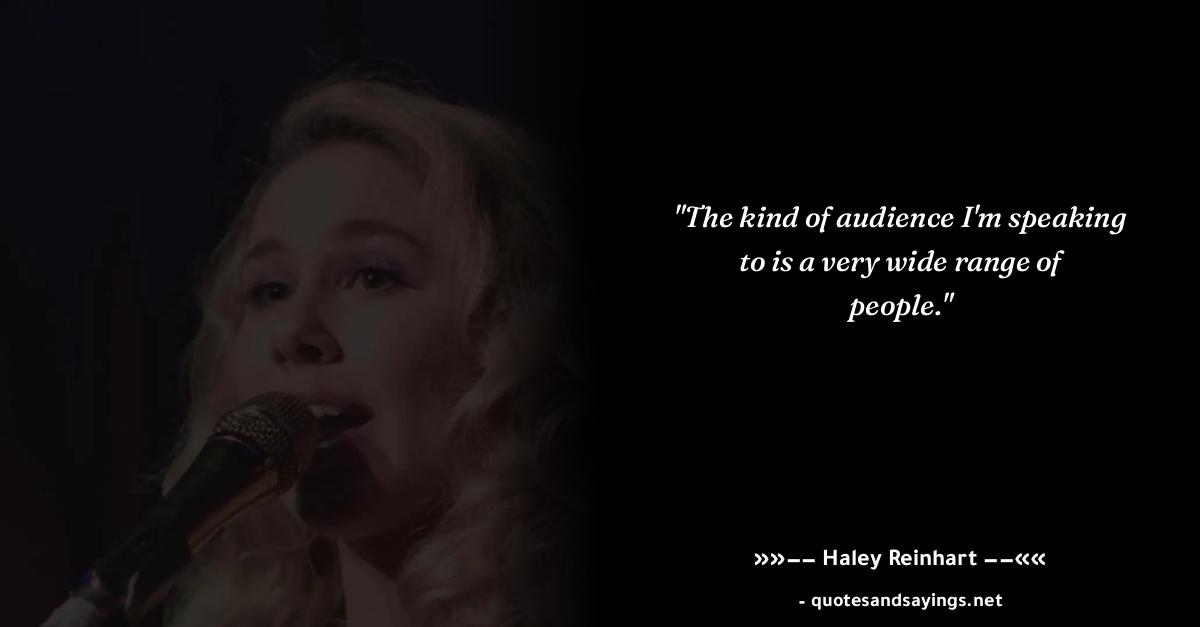 "The kind of audience I'm speaking
to is a very wide range of
people."
»»−− Haley Reinhart −−««
- quotesandsayings.net